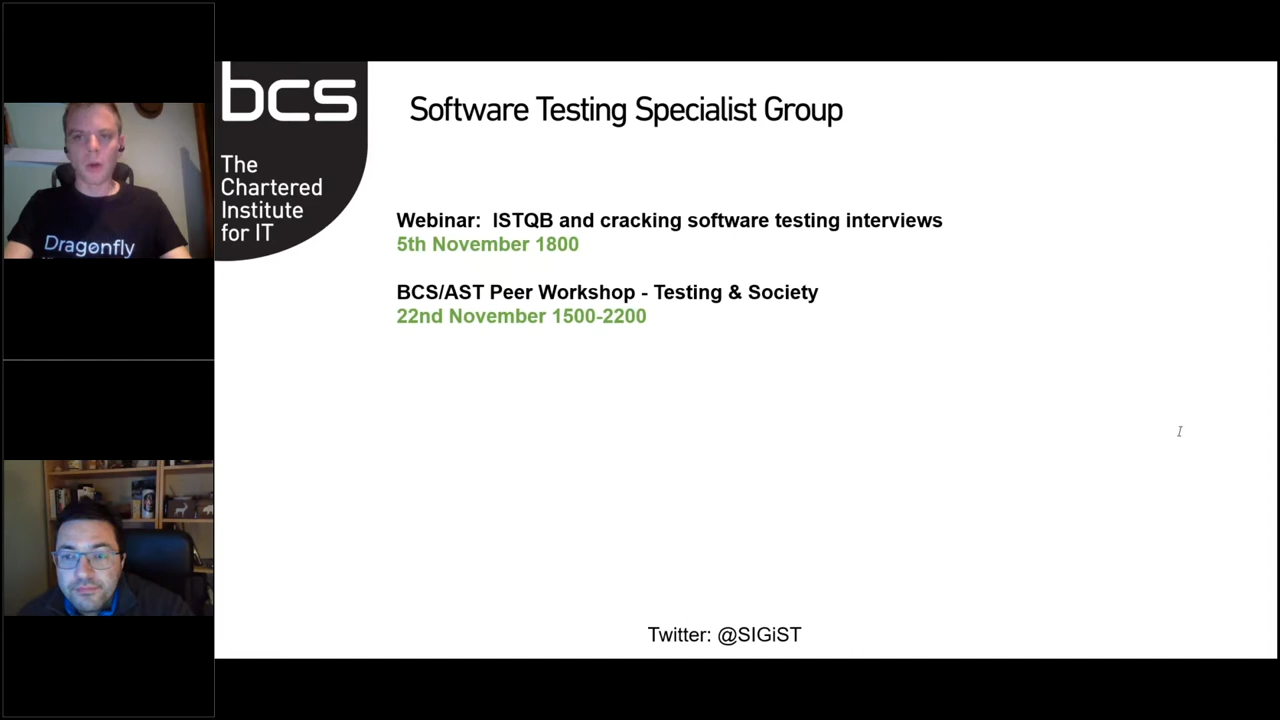 bcs
The
Chartered
Institute
for IT
Software Testing Specialist Group
Webinar: ISTQB and cracking software testing interviews
5th November 1800
BCS/AST Peer Workshop - Testing & Society
22nd November 1500-2200
Twitter: @SIGiST
Dragonfly